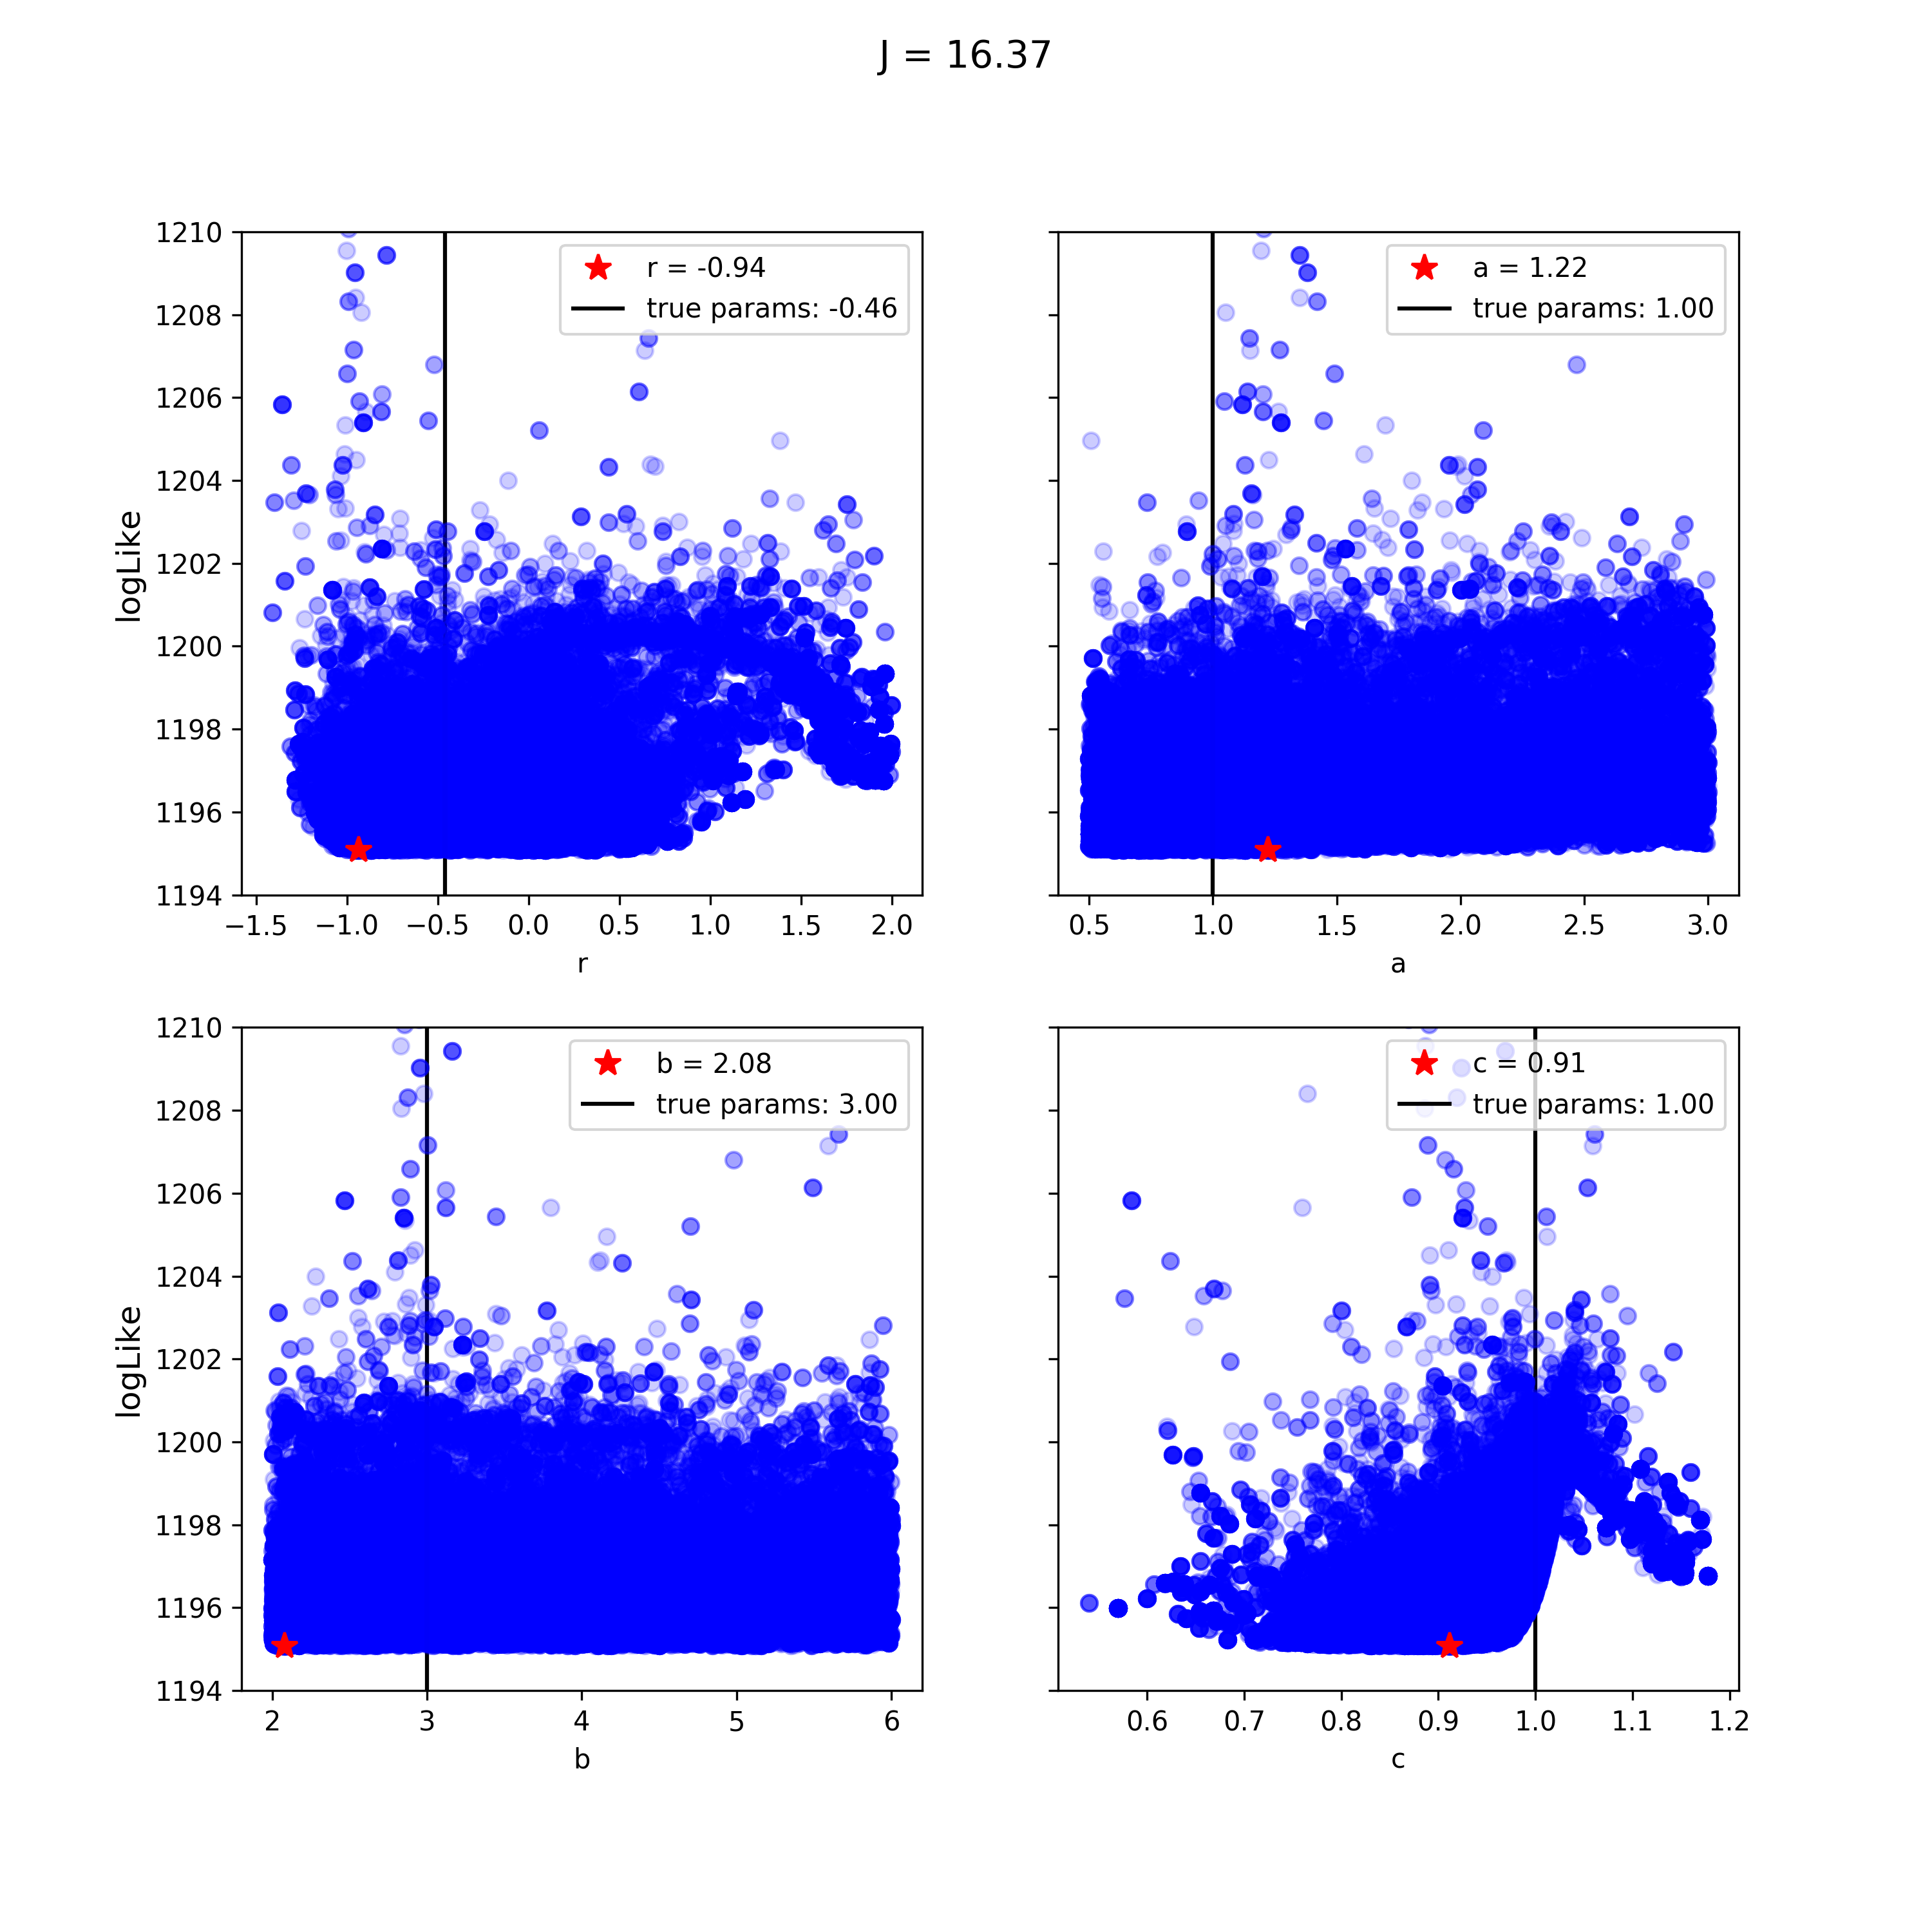 J = 16.37
1210
1208
1206
1204
1202
1200
1198
1196
1194
logLike
r = -0.94
true params: -0.46
−1.5 −1.0 −0.5 0.0 0.5 1.0 1.5 2.0
r
a = 1.22
true params: 1.00
0.5 1.0 1.5 2.0 2.5 3.0
a
1210
1208
1206
1204
1202
1200
1198
1196
1194
logLike
b = 2.08
true params: 3.00
2 3 4 5 6
b
c = 0.91
true params: 1.00
0.6 0.7 0.8 0.9 1.0 1.1 1.2
c